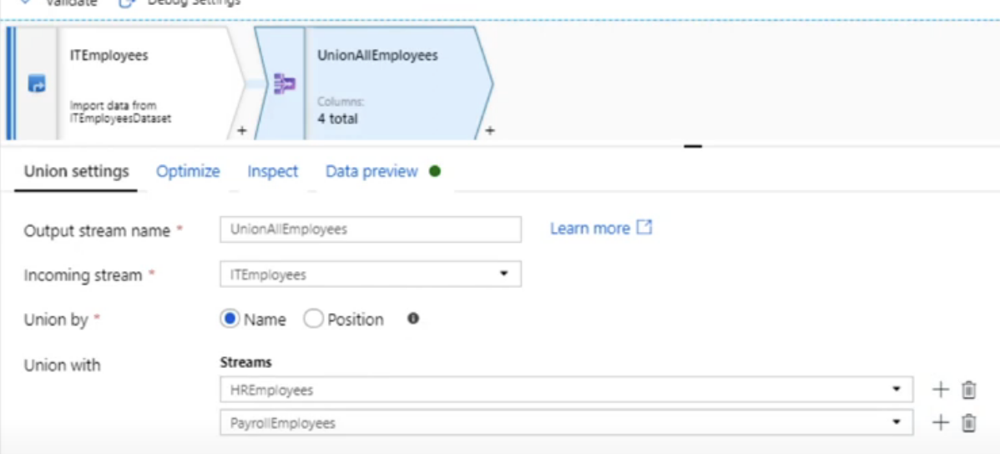 Validate Debug Settings
ITEmployees
Import data from
ITEmployeesDataset
+
UnionAllEmployees
Columns:
4 total
+
Union settings Optimize Inspect Data preview
Output stream name * UnionAllEmployees Learn more
Incoming stream * ITEmployees
Union by * Name Position
Union with Streams
HREmployees
PayrollEmployees